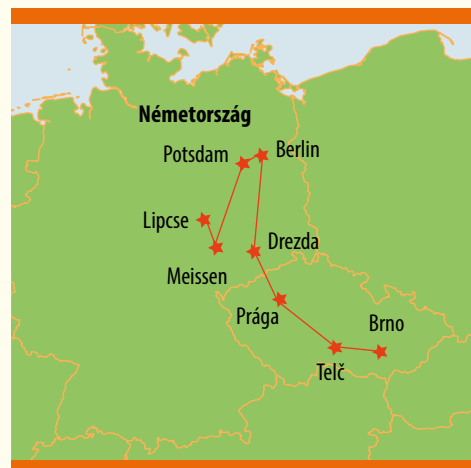 Németország
Potsdam
Berlin
Lipcse
Meissen
Drezda
Prága
Brno
Telč